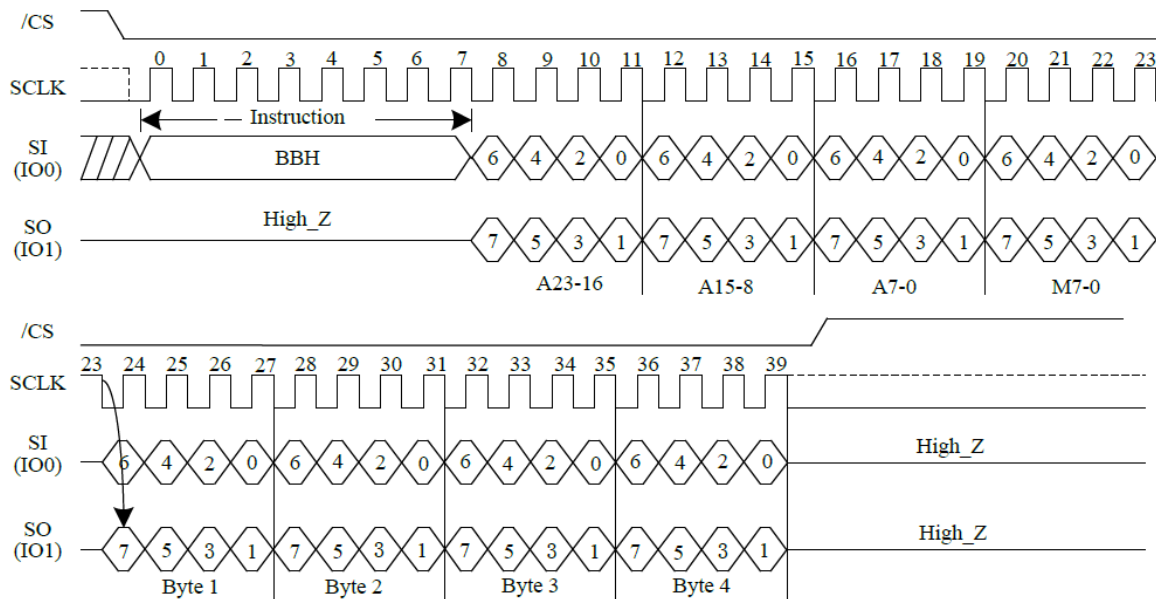 /CS
0 1 2 3 4 5 6 7 8 9 10 11 12 13 14 15 16 17 18 19 20 21 22 23
SCLK
Instruction
SI
(IO0)
BBH 6 4 2 0 6 4 2 0 6 4 2 0 6 4 2 0
High_Z
SO
(IO1)
7 5 3 1 7 5 3 1 7 5 3 1 7 5 3 1
A23-16 A15-8 A7-0 M7-0
/CS
23 24 25 26 27 28 29 30 31 32 33 34 35 36 37 38 39
SCLK
SI
(IO0)
6 4 2 0 6 4 2 0 6 4 2 0 6 4 2 0
High_Z
SO
(IO1)
7 5 3 1 7 5 3 1 7 5 3 1 7 5 3 1
High_Z
Byte 1 Byte 2 Byte 3 Byte 4